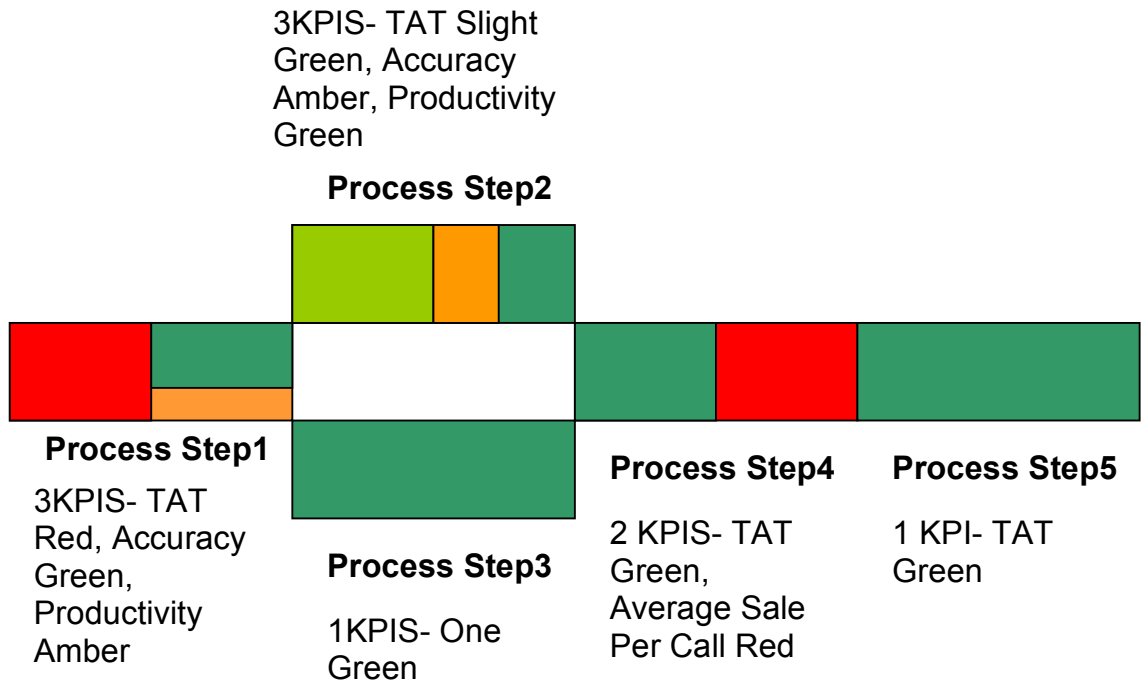 3KPIS- TAT Slight
Green, Accuracy
Amber, Productivity
Green
Process Step2
Process Step1
3KPIS- TAT
Red, Accuracy
Green,
Productivity
Amber
Process Step3
1KPIS- One
Green
Process Step4
2 KPIS- TAT
Green,
Average Sale
Per Call Red
Process Step5
1 KPI- TAT
Green